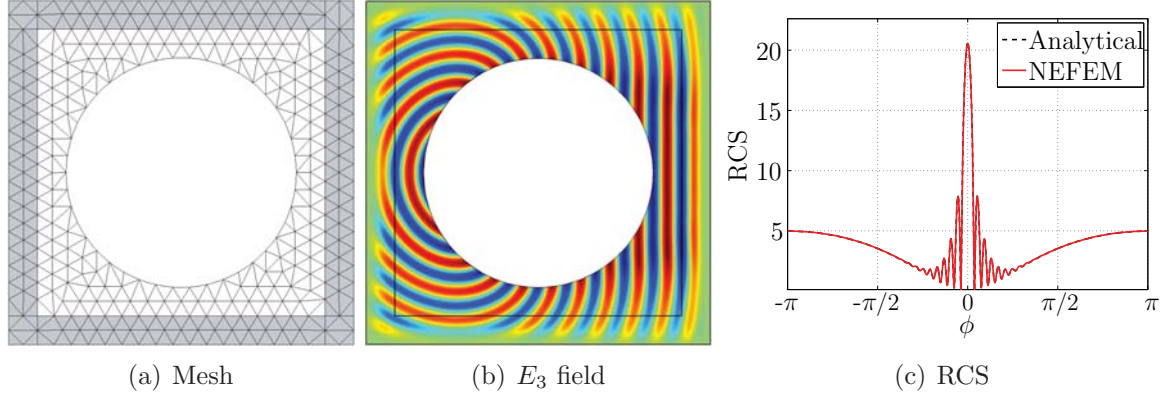 20
15
10
5
RCS
Analytical
NEFEM
-π
-π/2
0
π/2
π
ϕ
(a) Mesh
(b) E₃ field
(c) RCS